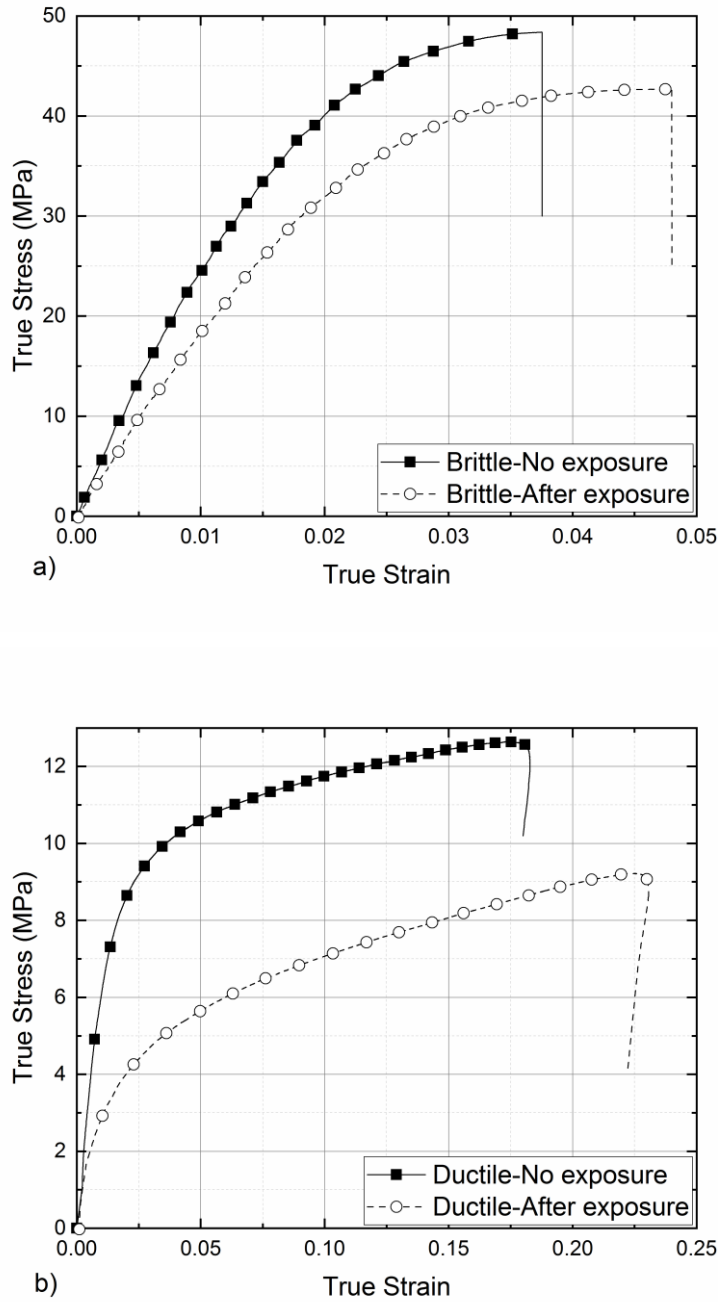 50
40
30
20
10
0
0.00 0.01 0.02 0.03 0.04 0.05
True Stress (MPa)
True Strain
Brittle-No exposure
Brittle-After exposure
a)
12
10
8
6
4
2
0
0.00 0.05 0.10 0.15 0.20 0.25
True Stress (MPa)
True Strain
Ductile-No exposure
Ductile-After exposure
b)